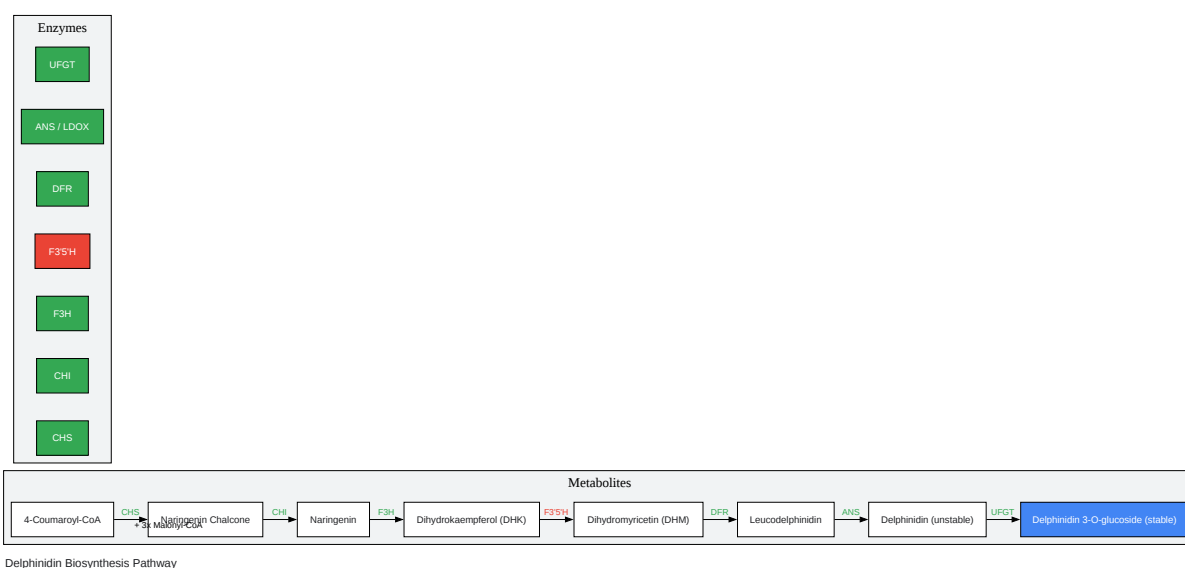 Enzymes
UFGT
ANS / LDOX
DFR
F3'5'H
F3H
CHI
CHS
Metabolites
4-Coumaroyl-CoA
CHS
+ 3x Malonyl-CoA
Naringenin Chalcone
CHI
Naringenin
F3H
Dihydrokaempferol (DHK)
F3'5'H
Dihydromyricetin (DHM)
DFR
Leucodelphinidin
ANS
Delphinidin (unstable)
UFGT
Delphinidin 3-O-glucoside (stable)
Delphinidin Biosynthesis Pathway